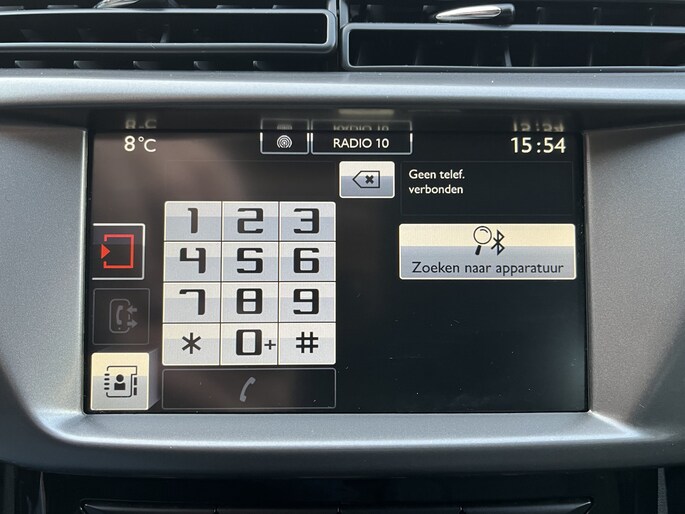 8°C
RADIO 10
15:54
Geen telef.
verbonden
1 2 3
4 5 6
7 8 9
* 0+ #
Zoeken naar apparatuur